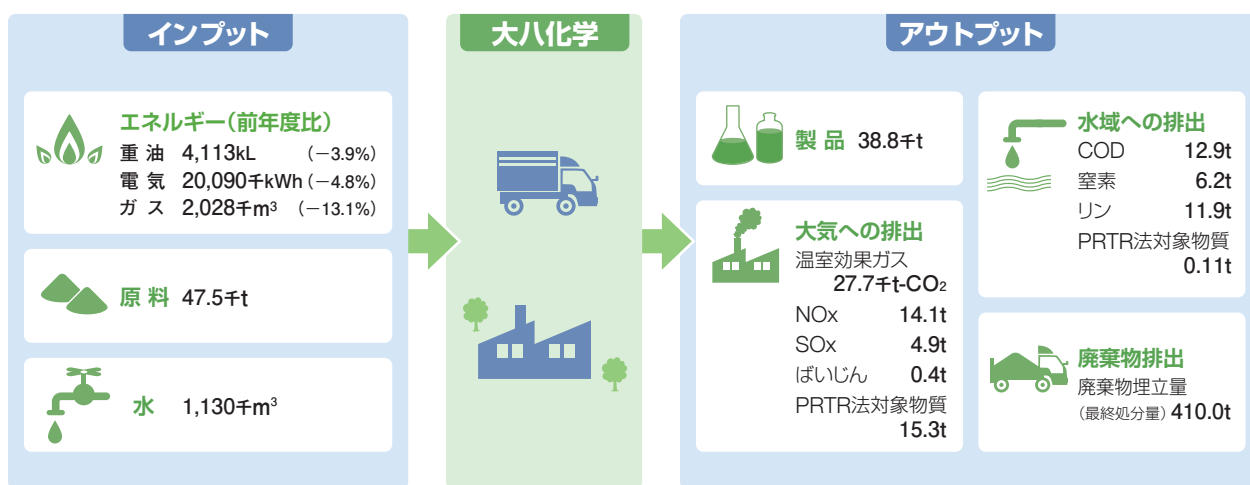 インプット
エネルギー(前年度比)
重油 4,113kL (−3.9%)
電気 20,090千kWh (−4.8%)
ガス 2,028千m³ (−13.1%)
原料 47.5千t
水 1,130千m³
大八化学
アウトプット
製品 38.8千t
大気への排出
温室効果ガス
27.7千t-CO₂
NOx 14.1t
SOx 4.9t
ばいじん 0.4t
PRTR法対象物質
15.3t
水域への排出
COD 12.9t
窒素 6.2t
リン 11.9t
PRTR法対象物質
0.11t
廃棄物排出
廃棄物埋立量
(最終処分量) 410.0t